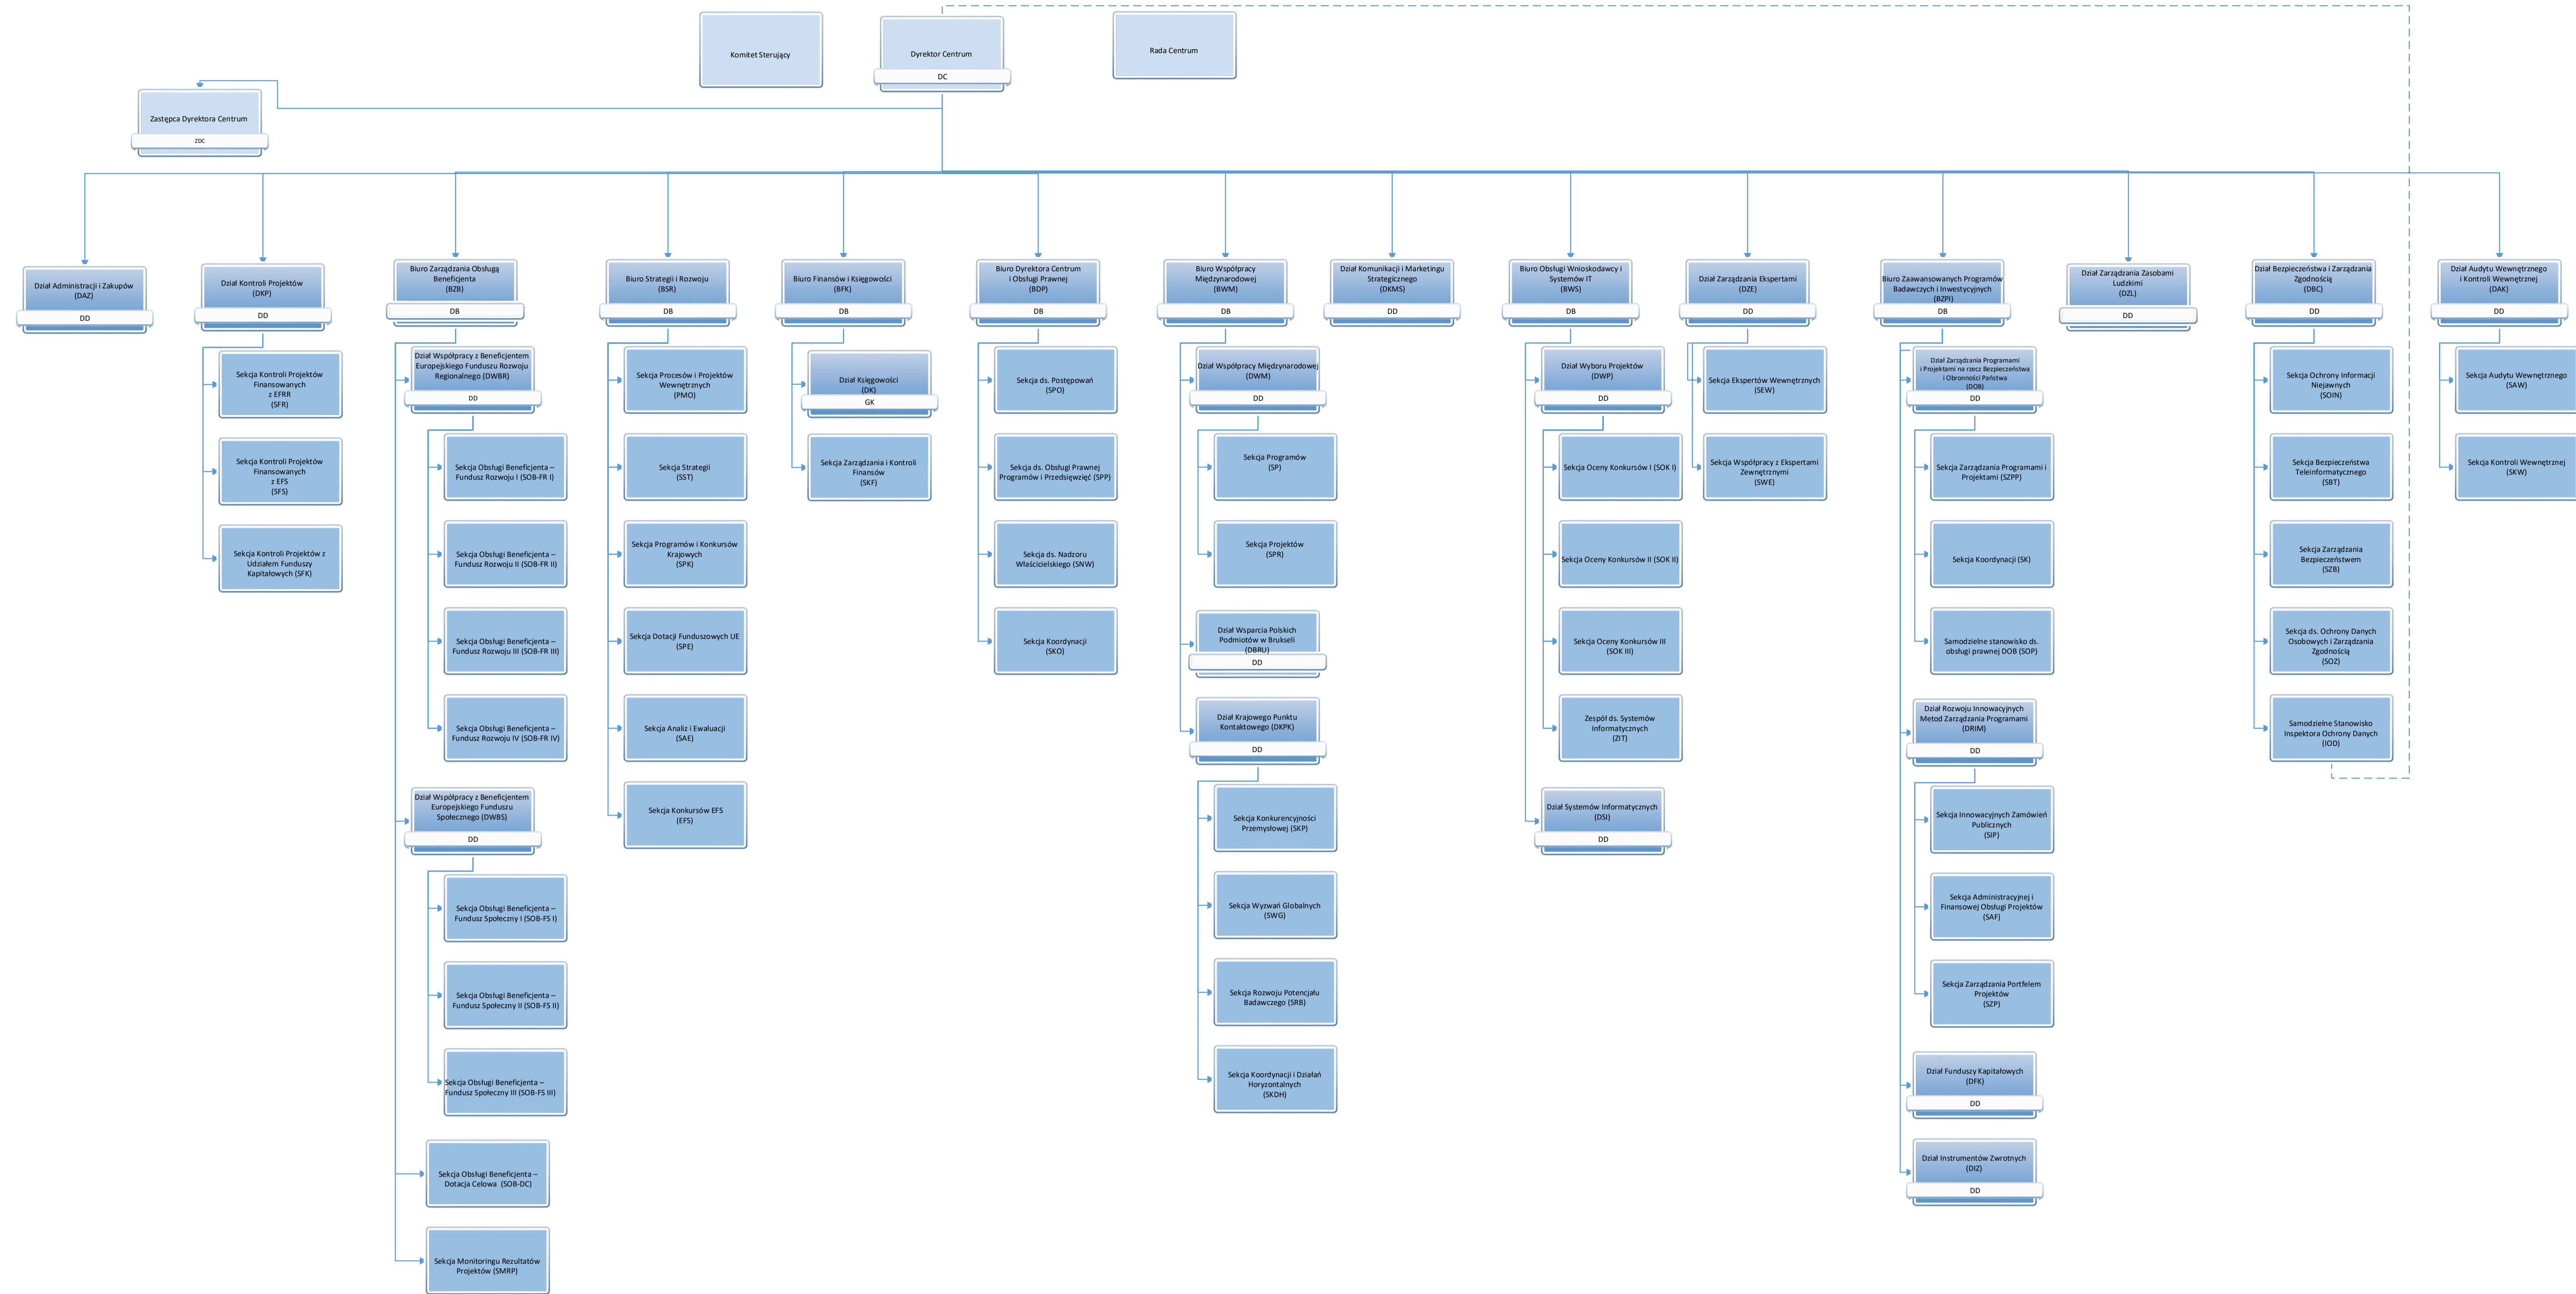 Komitet Sterujący
Dyrektor Centrum
DC
Rada Centrum
Zastępca Dyrektora Centrum
ZDC
Dział Administracji i Zakupów
(DAZ)
DD
Dział Kontroli Projektów
(DKP)
DD
Sekcja Kontroli Projektów
Finansowanych
z EFRR
(SFR)
Sekcja Kontroli Projektów
Finansowanych
z EFS
(SFS)
Sekcja Kontroli Projektów z
Udziałem Funduszy
Kapitałowych (SFK)
Biuro Zarządzania Obsługą
Beneficjenta
(BZB)
DB
Dział Współpracy z Beneficjentem
Europejskiego Funduszu Rozwoju
Regionalnego (DWBR)
DD
Sekcja Obsługi Beneficjenta –
Fundusz Rozwoju I (SOB-FR I)
Sekcja Obsługi Beneficjenta –
Fundusz Rozwoju II (SOB-FR II)
Sekcja Obsługi Beneficjenta –
Fundusz Rozwoju III (SOB-FR III)
Sekcja Obsługi Beneficjenta –
Fundusz Rozwoju IV (SOB-FR IV)
Dział Współpracy z Beneficjentem
Europejskiego Funduszu
Społecznego (DWBS)
DD
Sekcja Obsługi Beneficjenta –
Fundusz Społeczny I (SOB-FS I)
Sekcja Obsługi Beneficjenta –
Fundusz Społeczny II (SOB-FS II)
Sekcja Obsługi Beneficjenta –
Fundusz Społeczny III (SOB-FS III)
Sekcja Obsługi Beneficjenta –
Dotacja Celowa (SOB-DC)
Sekcja Monitoringu Rezultatów
Projektów (SMRP)
Biuro Strategii i Rozwoju
(BSR)
DB
Sekcja Procesów i Projektów
Wewnętrznych
(PMO)
Sekcja Strategii
(SST)
Sekcja Programów i Konkursów
Krajowych
(SPK)
Sekcja Dotacji Funduszowych UE
(SPE)
Sekcja Analiz i Ewaluacji
(SAE)
Sekcja Konkursów EFS
(EFS)
Biuro Finansów i Księgowości
(BFK)
DB
Dział Księgowości
(DK)
GK
Sekcja Zarządzania i Kontroli
Finansów
(SKF)
Biuro Dyrektora Centrum
i Obsługi Prawnej
(BDP)
DB
Sekcja ds. Postępowań
(SPO)
Sekcja ds. Obsługi Prawnej
Programów i Przedsięwzięć (SPP)
Sekcja ds. Nadzoru
Właścicielskiego (SNW)
Sekcja Koordynacji
(SKO)
Biuro Współpracy
Międzynarodowej
(BWM)
DB
Dział Współpracy Międzynarodowej
(DWM)
DD
Sekcja Programów
(SP)
Sekcja Projektów
(SPR)
Dział Wsparcia Polskich
Podmiotów w Brukseli
(DBRU)
DD
Dział Krajowego Punktu
Kontaktowego (DKPK)
DD
Sekcja Konkurencyjności
Przemysłowej (SKP)
Sekcja Wyzwań Globalnych
(SWG)
Sekcja Rozwoju Potencjału
Badawczego (SRB)
Sekcja Koordynacji i Działań
Horyzontalnych
(SKDH)
Dział Komunikacji i Marketingu
Strategicznego
(DKMS)
DD
Biuro Obsługi Wnioskodawcy i
Systemów IT
(BWS)
DB
Dział Wyboru Projektów
(DWP)
DD
Sekcja Oceny Konkursów I (SOK I)
Sekcja Oceny Konkursów II (SOK II)
Sekcja Oceny Konkursów III
(SOK III)
Zespół ds. Systemów
Informatycznych
(ZIT)
Dział Systemów Informatycznych
(DSI)
DD
Dział Zarządzania Ekspertami
(DZE)
DD
Sekcja Ekspertów Wewnętrznych
(SEW)
Sekcja Współpracy z Ekspertami
Zewnętrznymi
(SWE)
Biuro Zaawansowanych Programów
Badawczych i Inwestycyjnych
(BZPI)
DB
Dział Zarządzania Programami
i Projektami na rzecz Bezpieczeństwa
i Obronności Państwa
(DOB)
DD
Sekcja Zarządzania Programami i
Projektami (SZPP)
Sekcja Koordynacji (SK)
Samodzielne stanowisko ds.
obsługi prawnej DOB (SOP)
Dział Rozwoju Innowacyjnych
Metod Zarządzania Programami
(DRIM)
DD
Sekcja Innowacyjnych Zamówień
Publicznych
(SIP)
Sekcja Administracyjnej i
Finansowej Obsługi Projektów
(SAF)
Sekcja Zarządzania Portfelem
Projektów
(SZP)
Dział Funduszy Kapitałowych
(DFK)
DD
Dział Instrumentów Zwrotnych
(DIZ)
DD
Dział Zarządzania Zasobami
Ludzkimi
(DZL)
DD
Dział Bezpieczeństwa i Zarządzania
Zgodnością
(DBC)
DD
Sekcja Ochrony Informacji
Niejawnych
(SOIN)
Sekcja Bezpieczeństwa
Teleinformatycznego
(SBT)
Sekcja Zarządzania
Bezpieczeństwem
(SZB)
Sekcja ds. Ochrony Danych
Osobowych i Zarządzania
Zgodnością
(SOZ)
Samodzielne Stanowisko
Inspektora Ochrony Danych
(IOD)
Dział Audytu Wewnętrznego
i Kontroli Wewnętrznej
(DAK)
DD
Sekcja Audytu Wewnętrznego
(SAW)
Sekcja Kontroli Wewnętrznej
(SKW)